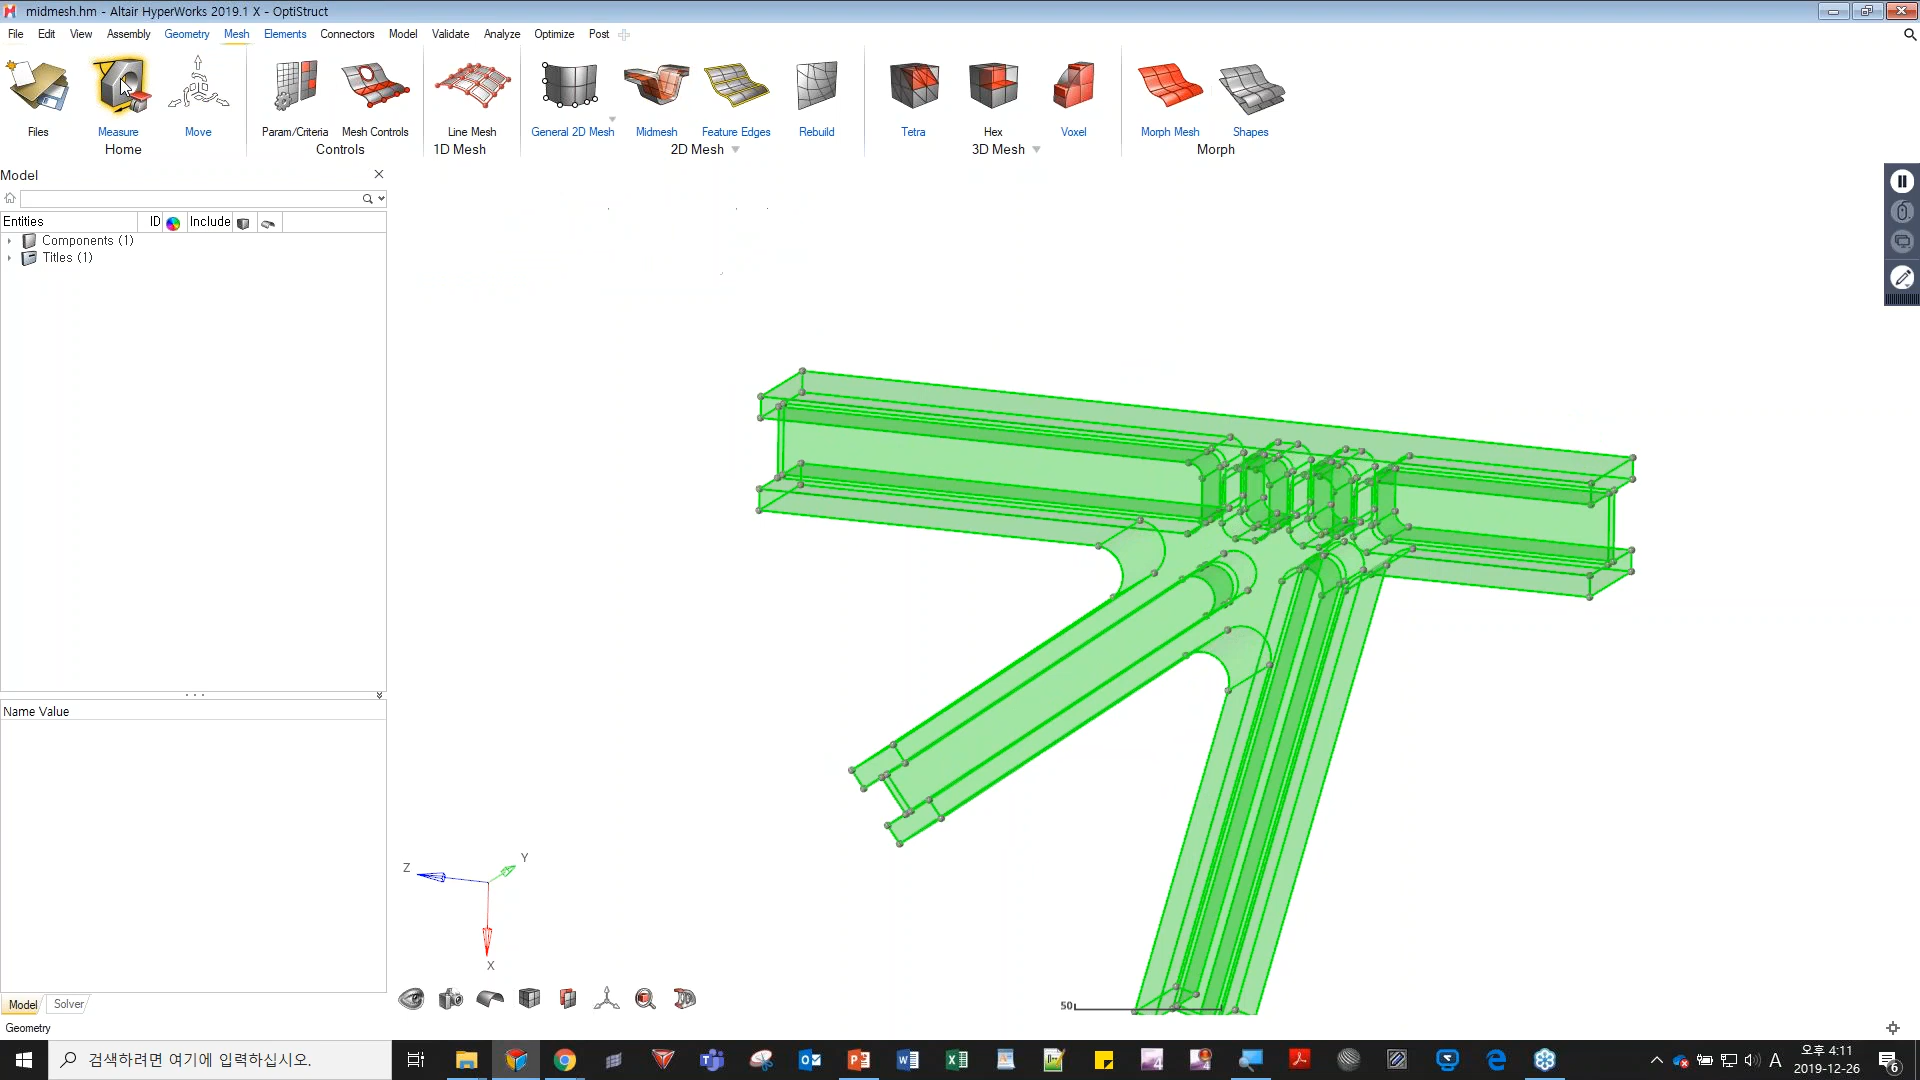 midmesh.hm - Altair HyperWorks 2019.1 X - OptiStruct
File Edit View Assembly Geometry Mesh Elements Connectors Model Validate Analyze Optimize Post
Files Measure Move Param/Criteria Mesh Controls Line Mesh General 2D Mesh Midmesh Feature Edges Rebuild Tetra Hex Voxel Morph Mesh Shapes
Home Controls 1D Mesh 2D Mesh 3D Mesh Morph
Model
Entities ID Include
Components (1)
Titles (1)
Name Value
Z Y
X
50
Model Solver
Geometry
검색하려면 여기에 입력하십시오.
A 오후 4:11
2019-12-26
6